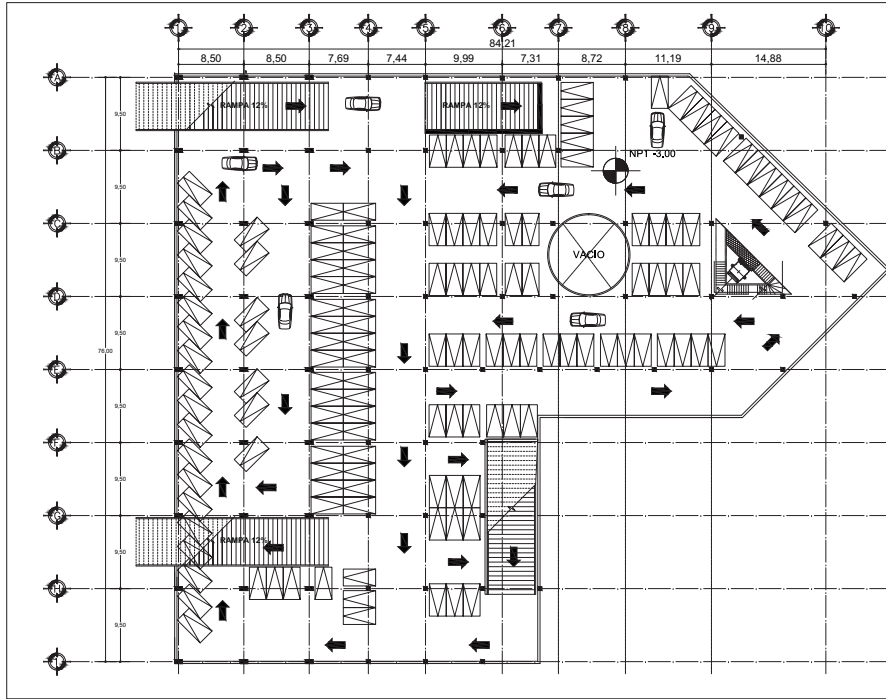 1 2 3 4 5 6 7 8 9 10
84,21
8,50 8,50 7,69 7,44 9,99 7,31 8,72 11,19 14,88
A
RAMPA 12% RAMPA 12%
9,50
B
NPT -3,00
9,50
C
VACIO
9,50
D
9,50
76,00
9,50
F
9,50
G
RAMPA 12%
9,50
H
9,50
I